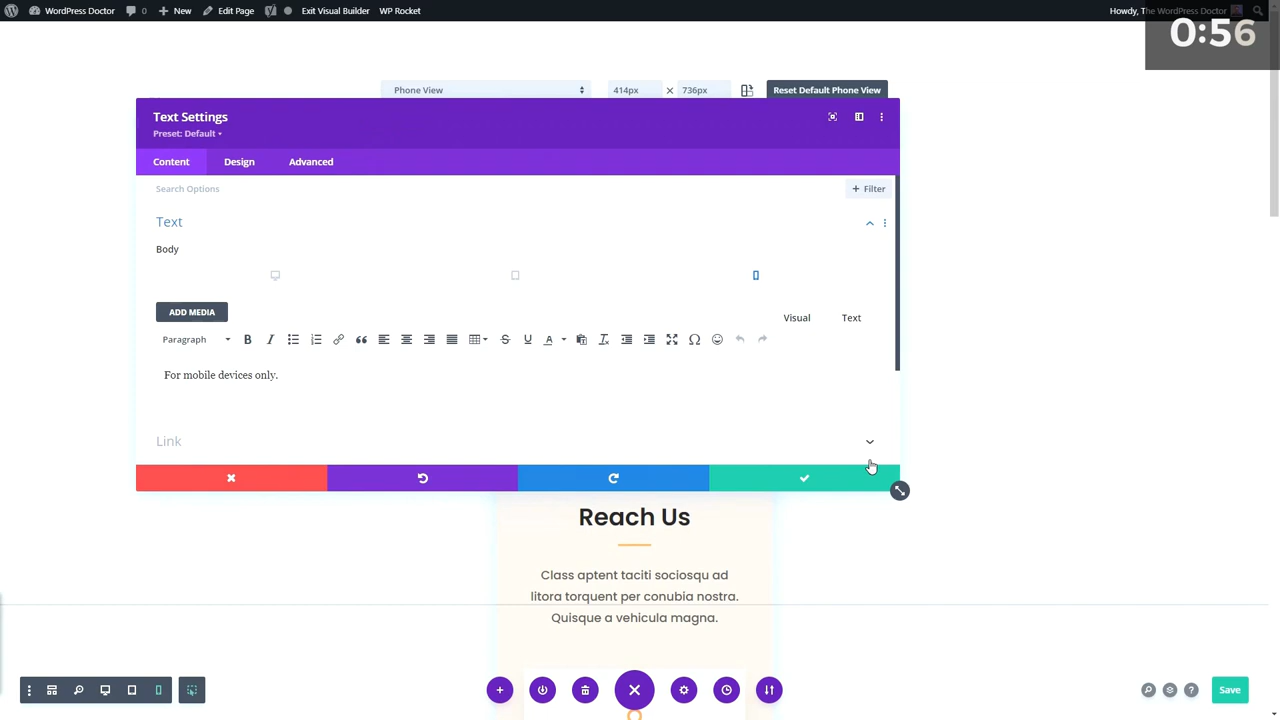 WordPress Doctor 0 New Edit Page Exit Visual Builder WP Rocket Howdy, The WordPress Doctor
0:56
Phone View 414px × 736px Reset Default Phone View
Text Settings
Preset: Default
Content Design Advanced
Search Options + Filter
Text
Body
ADD MEDIA Visual Text
Paragraph B I U A
For mobile devices only.
Link
Reach Us
Class aptent taciti sociosqu ad
litora torquent per conubia nostra.
Quisque a vehicula magna.
Save